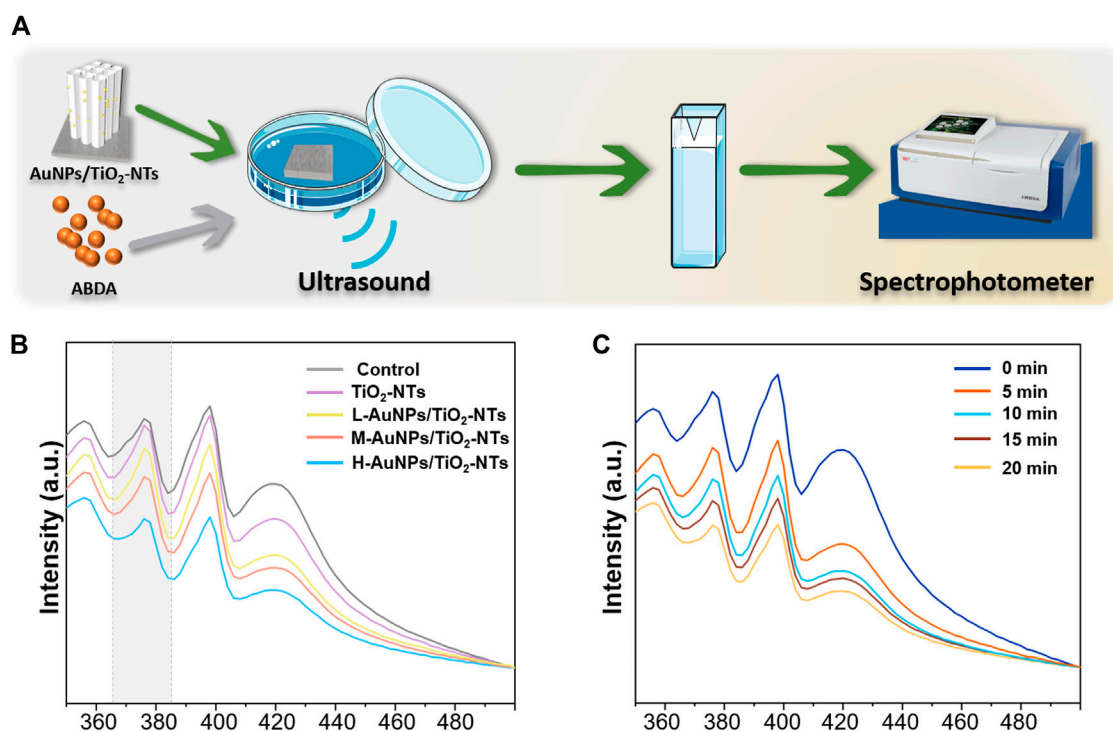 A
AuNPs/TiO₂-NTs
ABDA
Ultrasound
Spectrophotometer
B
Intensity (a.u.)
Control
TiO₂-NTs
L-AuNPs/TiO₂-NTs
M-AuNPs/TiO₂-NTs
H-AuNPs/TiO₂-NTs
360 380 400 420 440 460 480
C
Intensity (a.u.)
0 min
5 min
10 min
15 min
20 min
360 380 400 420 440 460 480